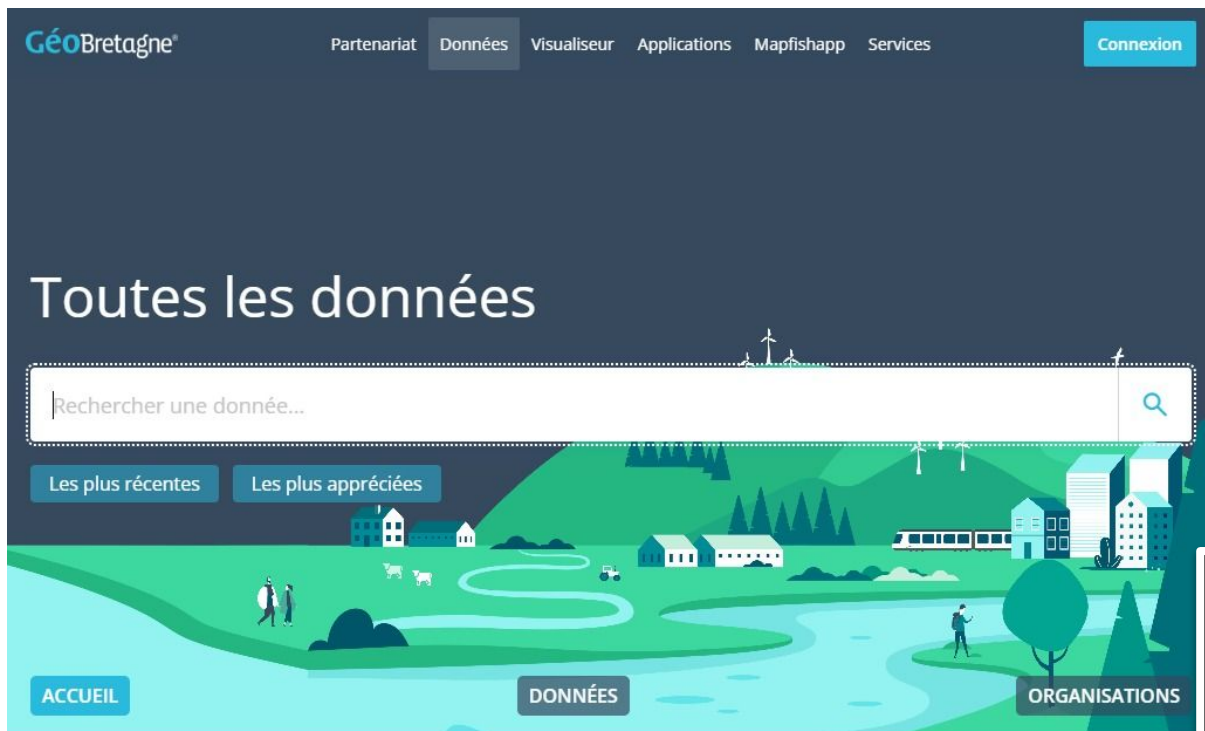 GéoBretagne®
Partenariat Données Visualiseur Applications Mapfishapp Services
Connexion
Toutes les données
Rechercher une donnée...
Les plus récentes Les plus appréciées
ACCUEIL DONNÉES ORGANISATIONS